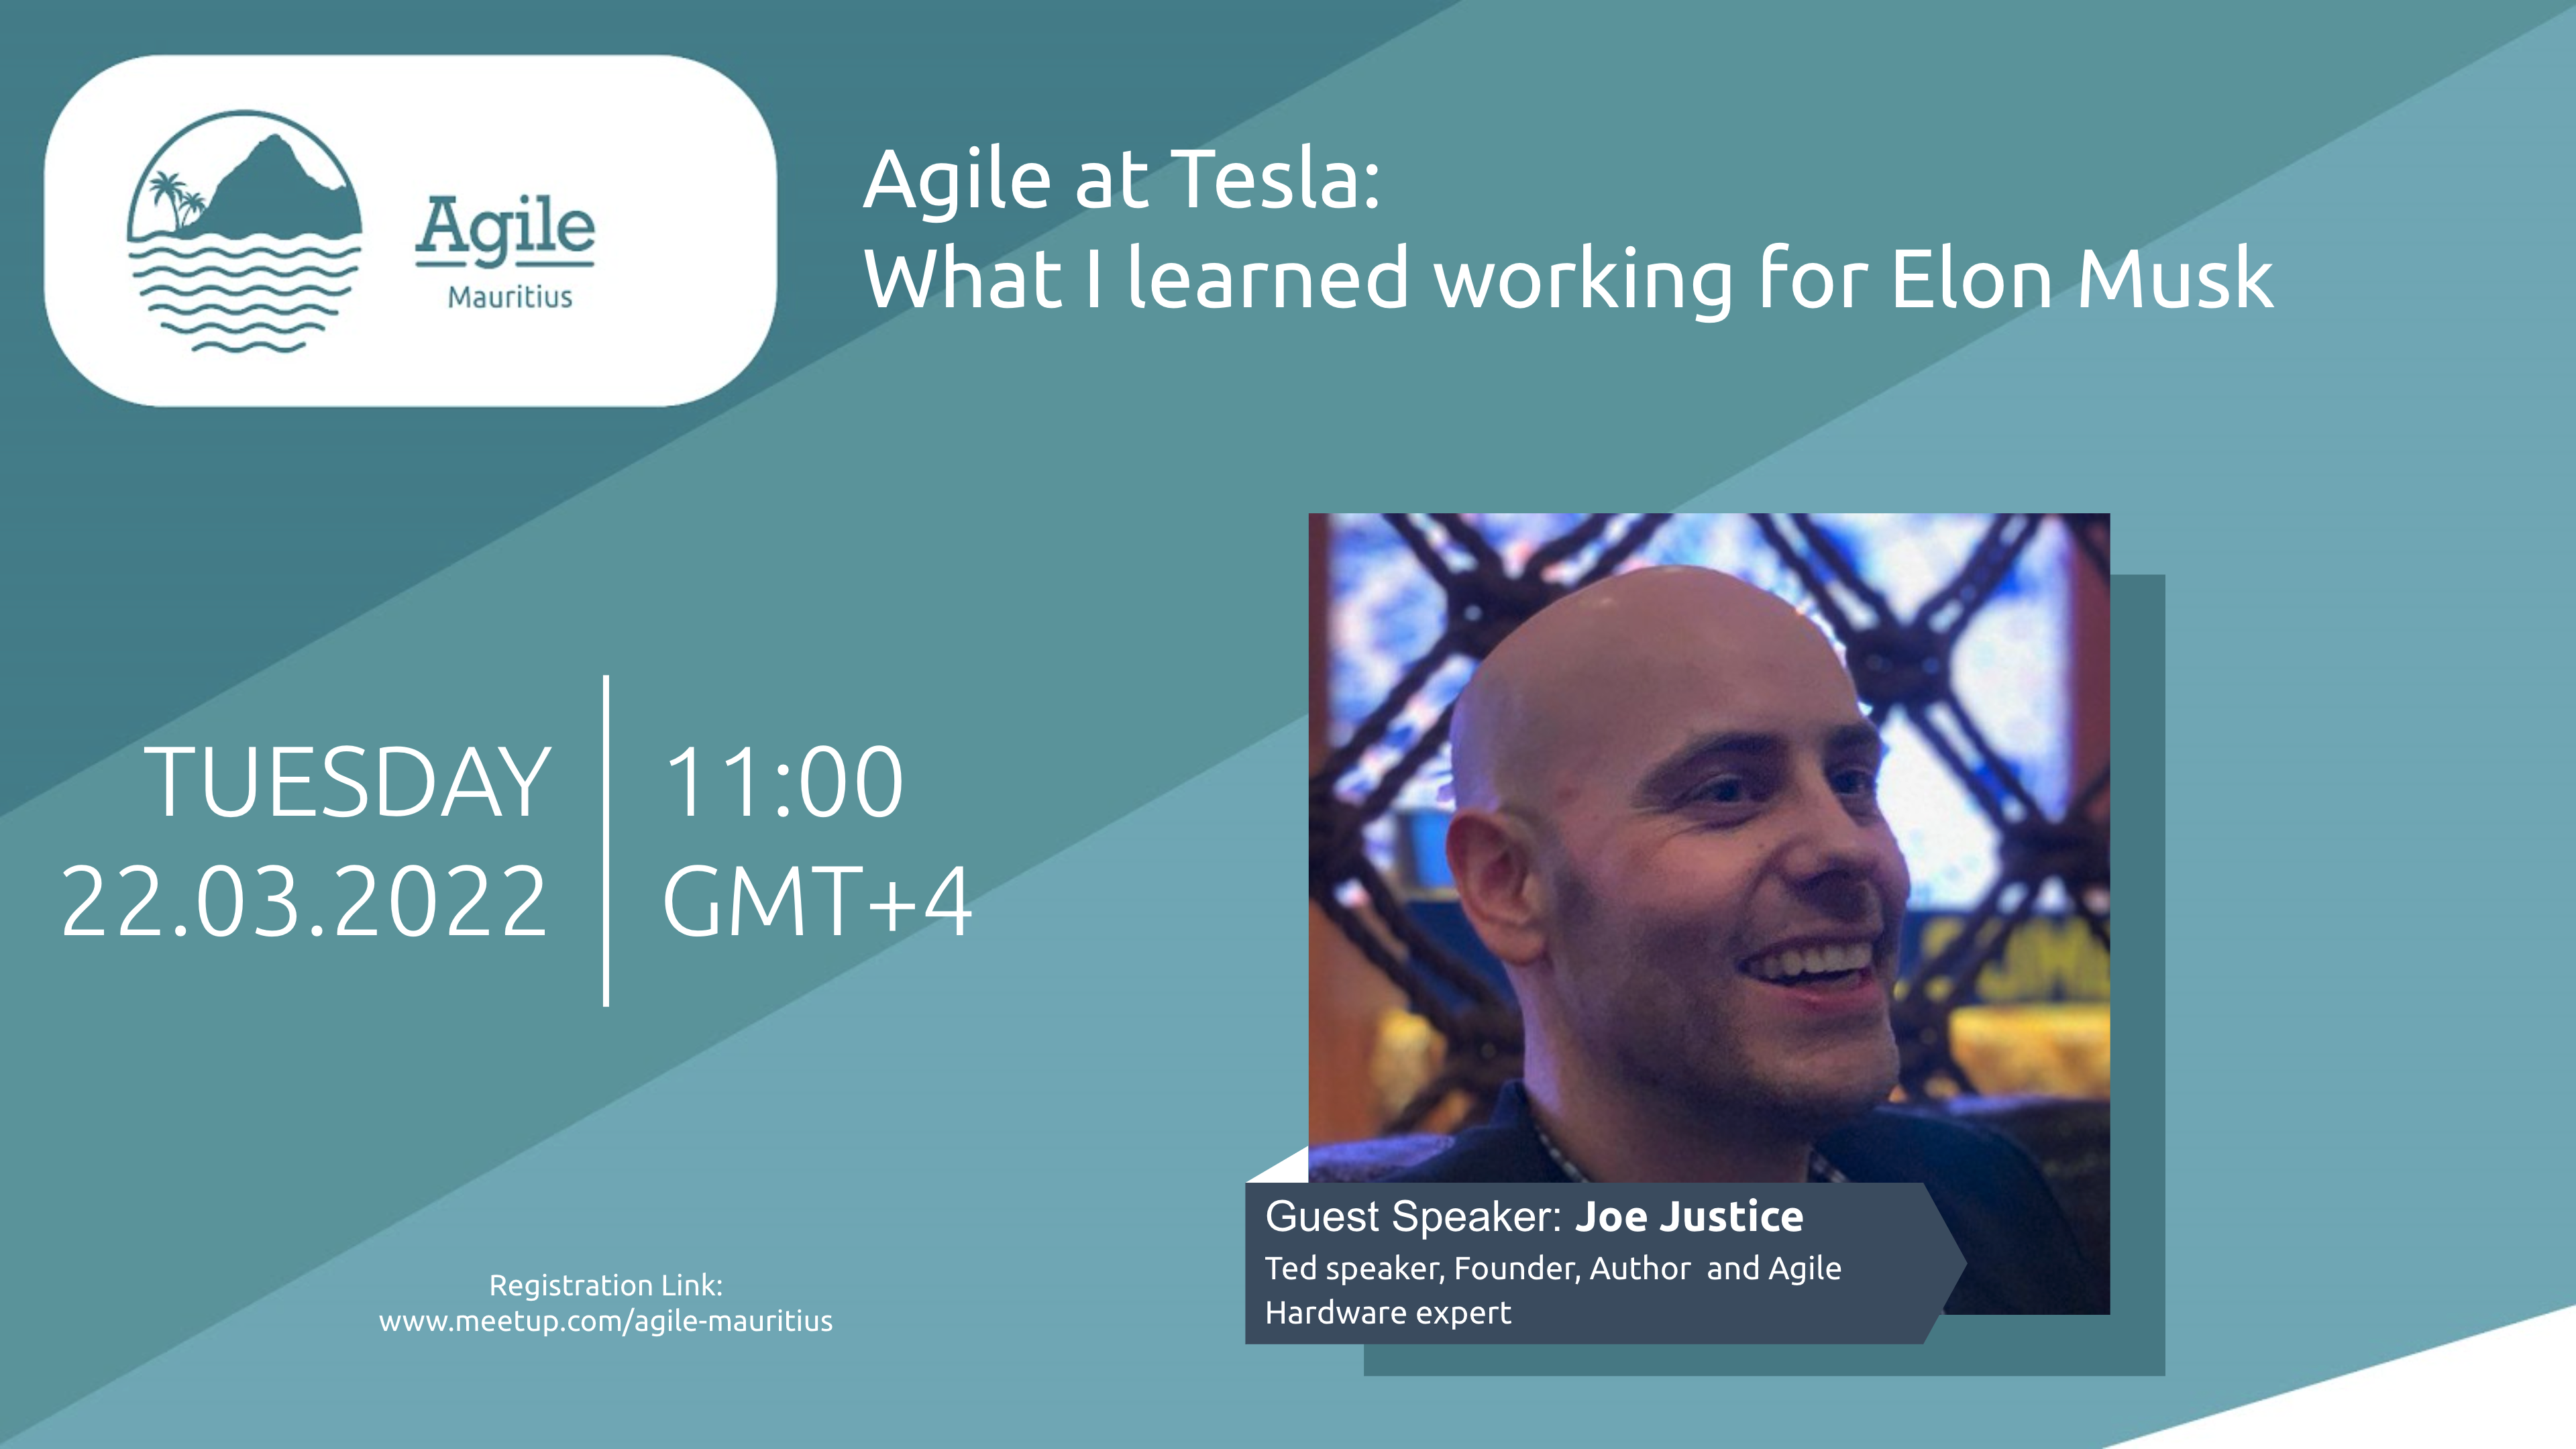 Agile
Mauritius
Agile at Tesla:
What I learned working for Elon Musk
TUESDAY
22.03.2022
11:00
GMT+4
Guest Speaker: Joe Justice
Ted speaker, Founder, Author and Agile
Hardware expert
Registration Link:
www.meetup.com/agile-mauritius